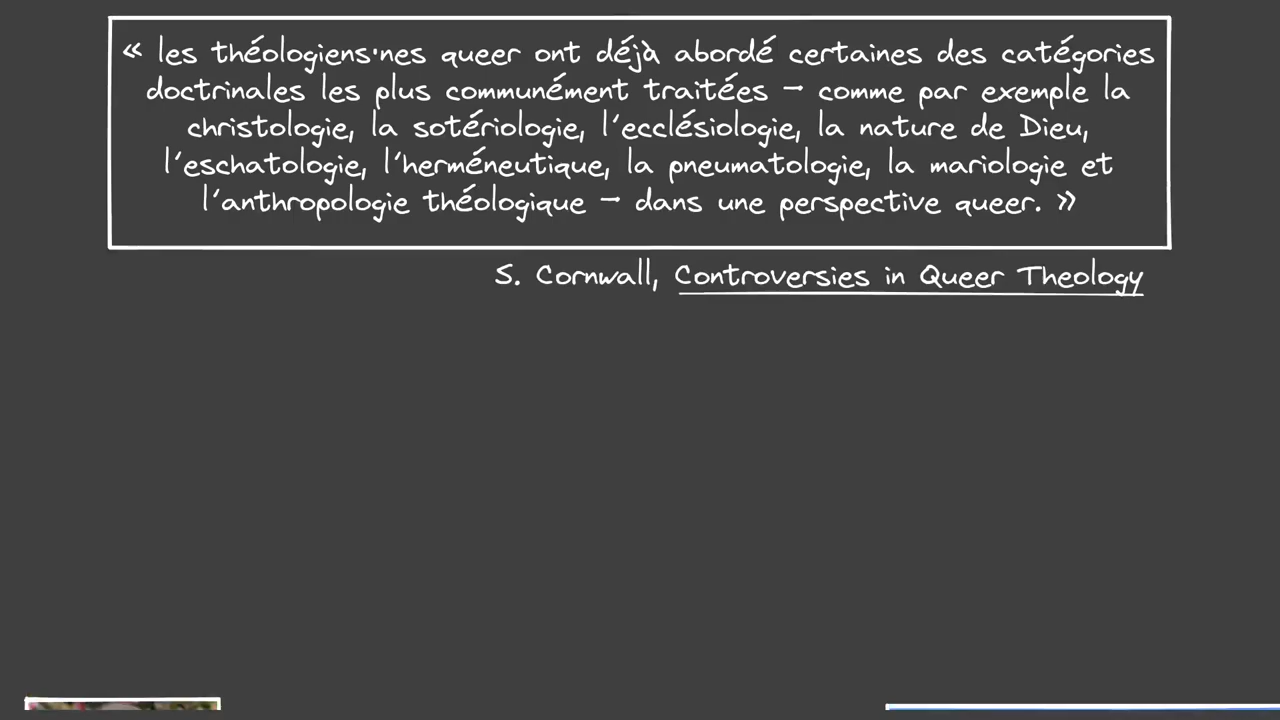 « les théologiens·nes queer ont déjà abordé certaines des catégories
doctrinales les plus communément traitées – comme par exemple la
christologie, la sotériologie, l'ecclésiologie, la nature de Dieu,
l'eschatologie, l'herméneutique, la pneumatologie, la mariologie et
l'anthropologie théologique – dans une perspective queer. »
S. Cornwall, Controversies in Queer Theology